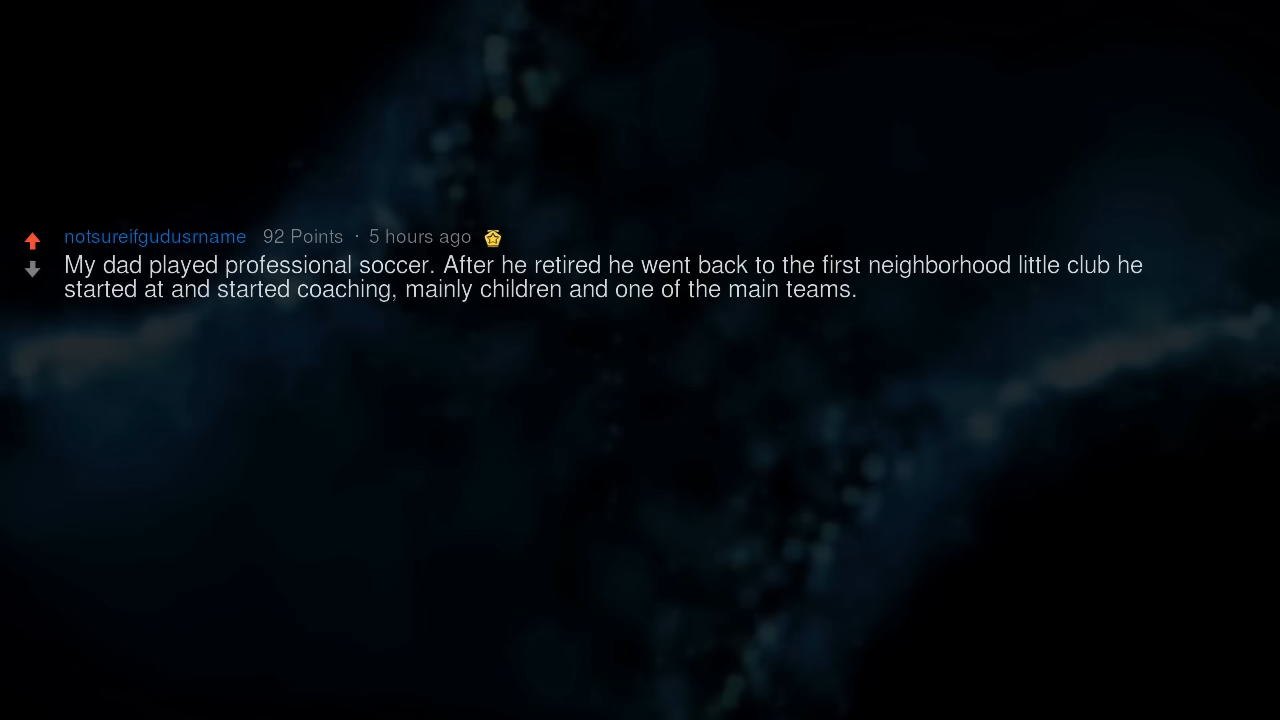 notsureifgudusrname 92 Points · 5 hours ago
My dad played professional soccer. After he retired he went back to the first neighborhood little club he
started at and started coaching, mainly children and one of the main teams.